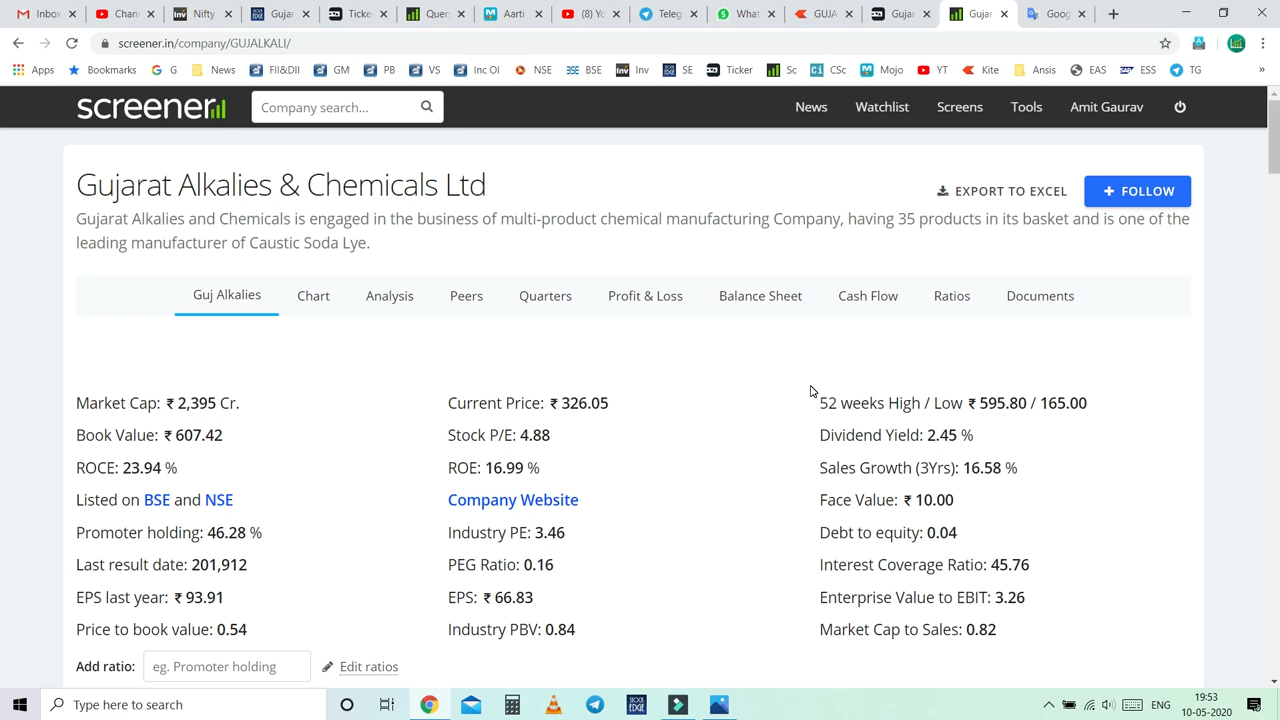 Inbox
Chan
Nifty
Gujar
Ticke
Query
Aarti
(8) Yo
Teleg
What
GUJA
Gujar
Gujar
Goog
screener.in/company/GUJALKALI/
Apps
Bookmarks
G
News
FII&DII
GM
PB
VS
Inc OI
NSE
BSE
Inv
SE
Ticker
Sc
CSc
Mojo
YT
Kite
Ansis
EAS
ESS
TG
»
screener
Company search...
News
Watchlist
Screens
Tools
Amit Gaurav
Gujarat Alkalies & Chemicals Ltd
EXPORT TO EXCEL
+ FOLLOW
Gujarat Alkalies and Chemicals is engaged in the business of multi-product chemical manufacturing Company, having 35 products in its basket and is one of the
leading manufacturer of Caustic Soda Lye.
Guj Alkalies
Chart
Analysis
Peers
Quarters
Profit & Loss
Balance Sheet
Cash Flow
Ratios
Documents
Market Cap: ₹ 2,395 Cr.
Current Price: ₹ 326.05
52 weeks High / Low ₹ 595.80 / 165.00
Book Value: ₹ 607.42
Stock P/E: 4.88
Dividend Yield: 2.45 %
ROCE: 23.94 %
ROE: 16.99 %
Sales Growth (3Yrs): 16.58 %
Listed on BSE and NSE
Company Website
Face Value: ₹ 10.00
Promoter holding: 46.28 %
Industry PE: 3.46
Debt to equity: 0.04
Last result date: 201,912
PEG Ratio: 0.16
Interest Coverage Ratio: 45.76
EPS last year: ₹ 93.91
EPS: ₹ 66.83
Enterprise Value to EBIT: 3.26
Price to book value: 0.54
Industry PBV: 0.84
Market Cap to Sales: 0.82
Add ratio:
eg. Promoter holding
Edit ratios
Type here to search
ENG
19:53
10-05-2020